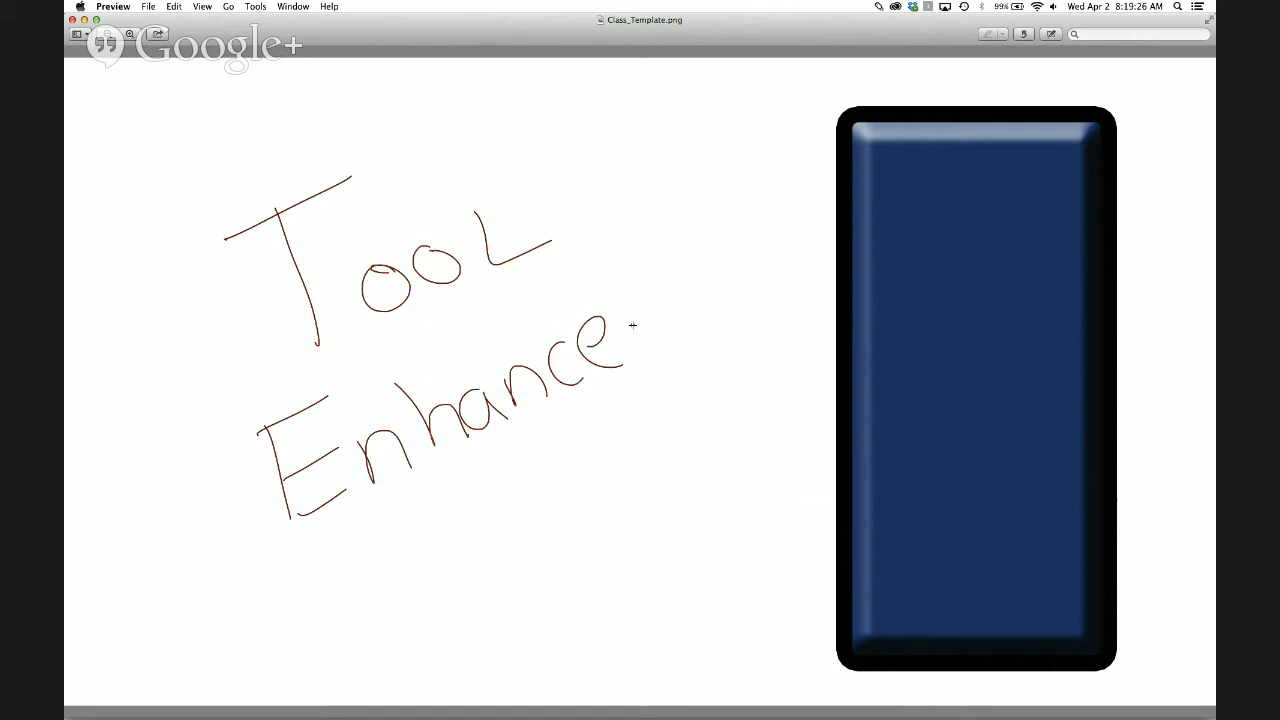 Preview File Edit View Go Tools Window Help 99% Wed Apr 2 8:19:26 AM
Class_Template.png
Google+
Tool
Enhance